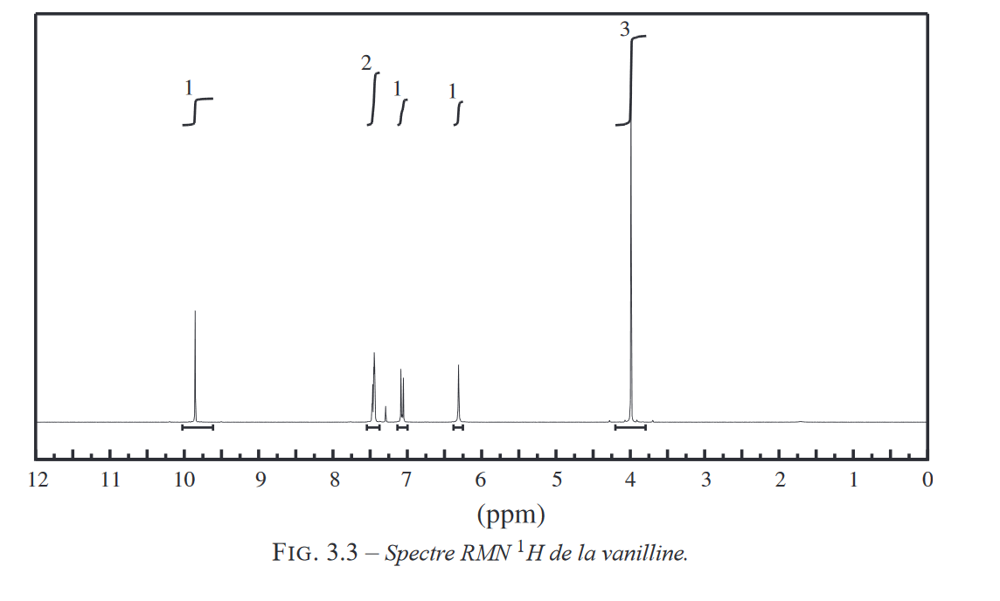 3
2
1
1
1
12 11 10 9 8 7 6 5 4 3 2 1 0
(ppm)
FIG. 3.3 – Spectre RMN ¹H de la vanilline.